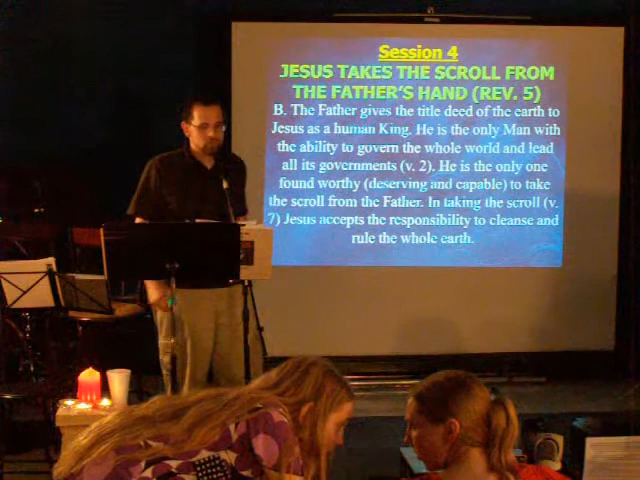 Session 4
JESUS TAKES THE SCROLL FROM
THE FATHER'S HAND (REV. 5)
B. The Father gives the title deed of the earth to
Jesus as a human King. He is the only Man with
the ability to govern the whole world and lead
all its governments (v. 2). He is the only one
found worthy (deserving and capable) to take
the scroll from the Father. In taking the scroll (v.
7) Jesus accepts the responsibility to cleanse and
rule the whole earth.